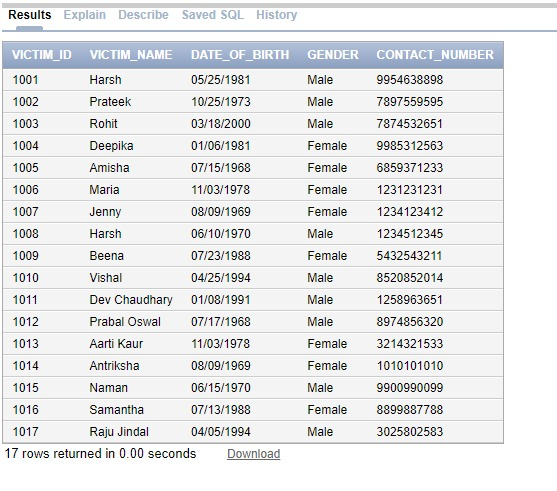 Results Explain Describe Saved SQL History
VICTIM_ID VICTIM_NAME DATE_OF_BIRTH GENDER CONTACT_NUMBER
1001 Harsh 05/25/1981 Male 9954638898
1002 Prateek 10/25/1973 Male 7897559595
1003 Rohit 03/18/2000 Male 7874532651
1004 Deepika 01/06/1981 Female 9985312563
1005 Amisha 07/15/1968 Female 6859371233
1006 Maria 11/03/1978 Male 1231231231
1007 Jenny 08/09/1969 Female 1234123412
1008 Harsh 06/10/1970 Male 1234512345
1009 Beena 07/23/1988 Female 5432543211
1010 Vishal 04/25/1994 Male 8520852014
1011 Dev Chaudhary 01/08/1991 Male 1258963651
1012 Prabal Oswal 07/17/1968 Male 8974856320
1013 Aarti Kaur 11/03/1978 Female 3214321533
1014 Antriksha 08/09/1969 Female 1010101010
1015 Naman 06/15/1970 Male 9900990099
1016 Samantha 07/13/1988 Female 8899887788
1017 Raju Jindal 04/05/1994 Male 3025802583
17 rows returned in 0.00 seconds Download